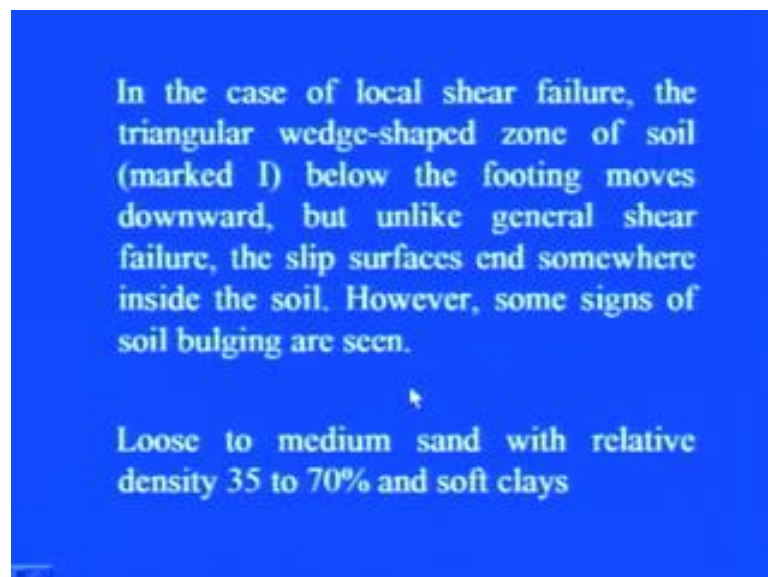 In the case of local shear failure, the
triangular wedge-shaped zone of soil
(marked I) below the footing moves
downward, but unlike general shear
failure, the slip surfaces end somewhere
inside the soil. However, some signs of
soil bulging are seen.
Loose to medium sand with relative
density 35 to 70% and soft clays